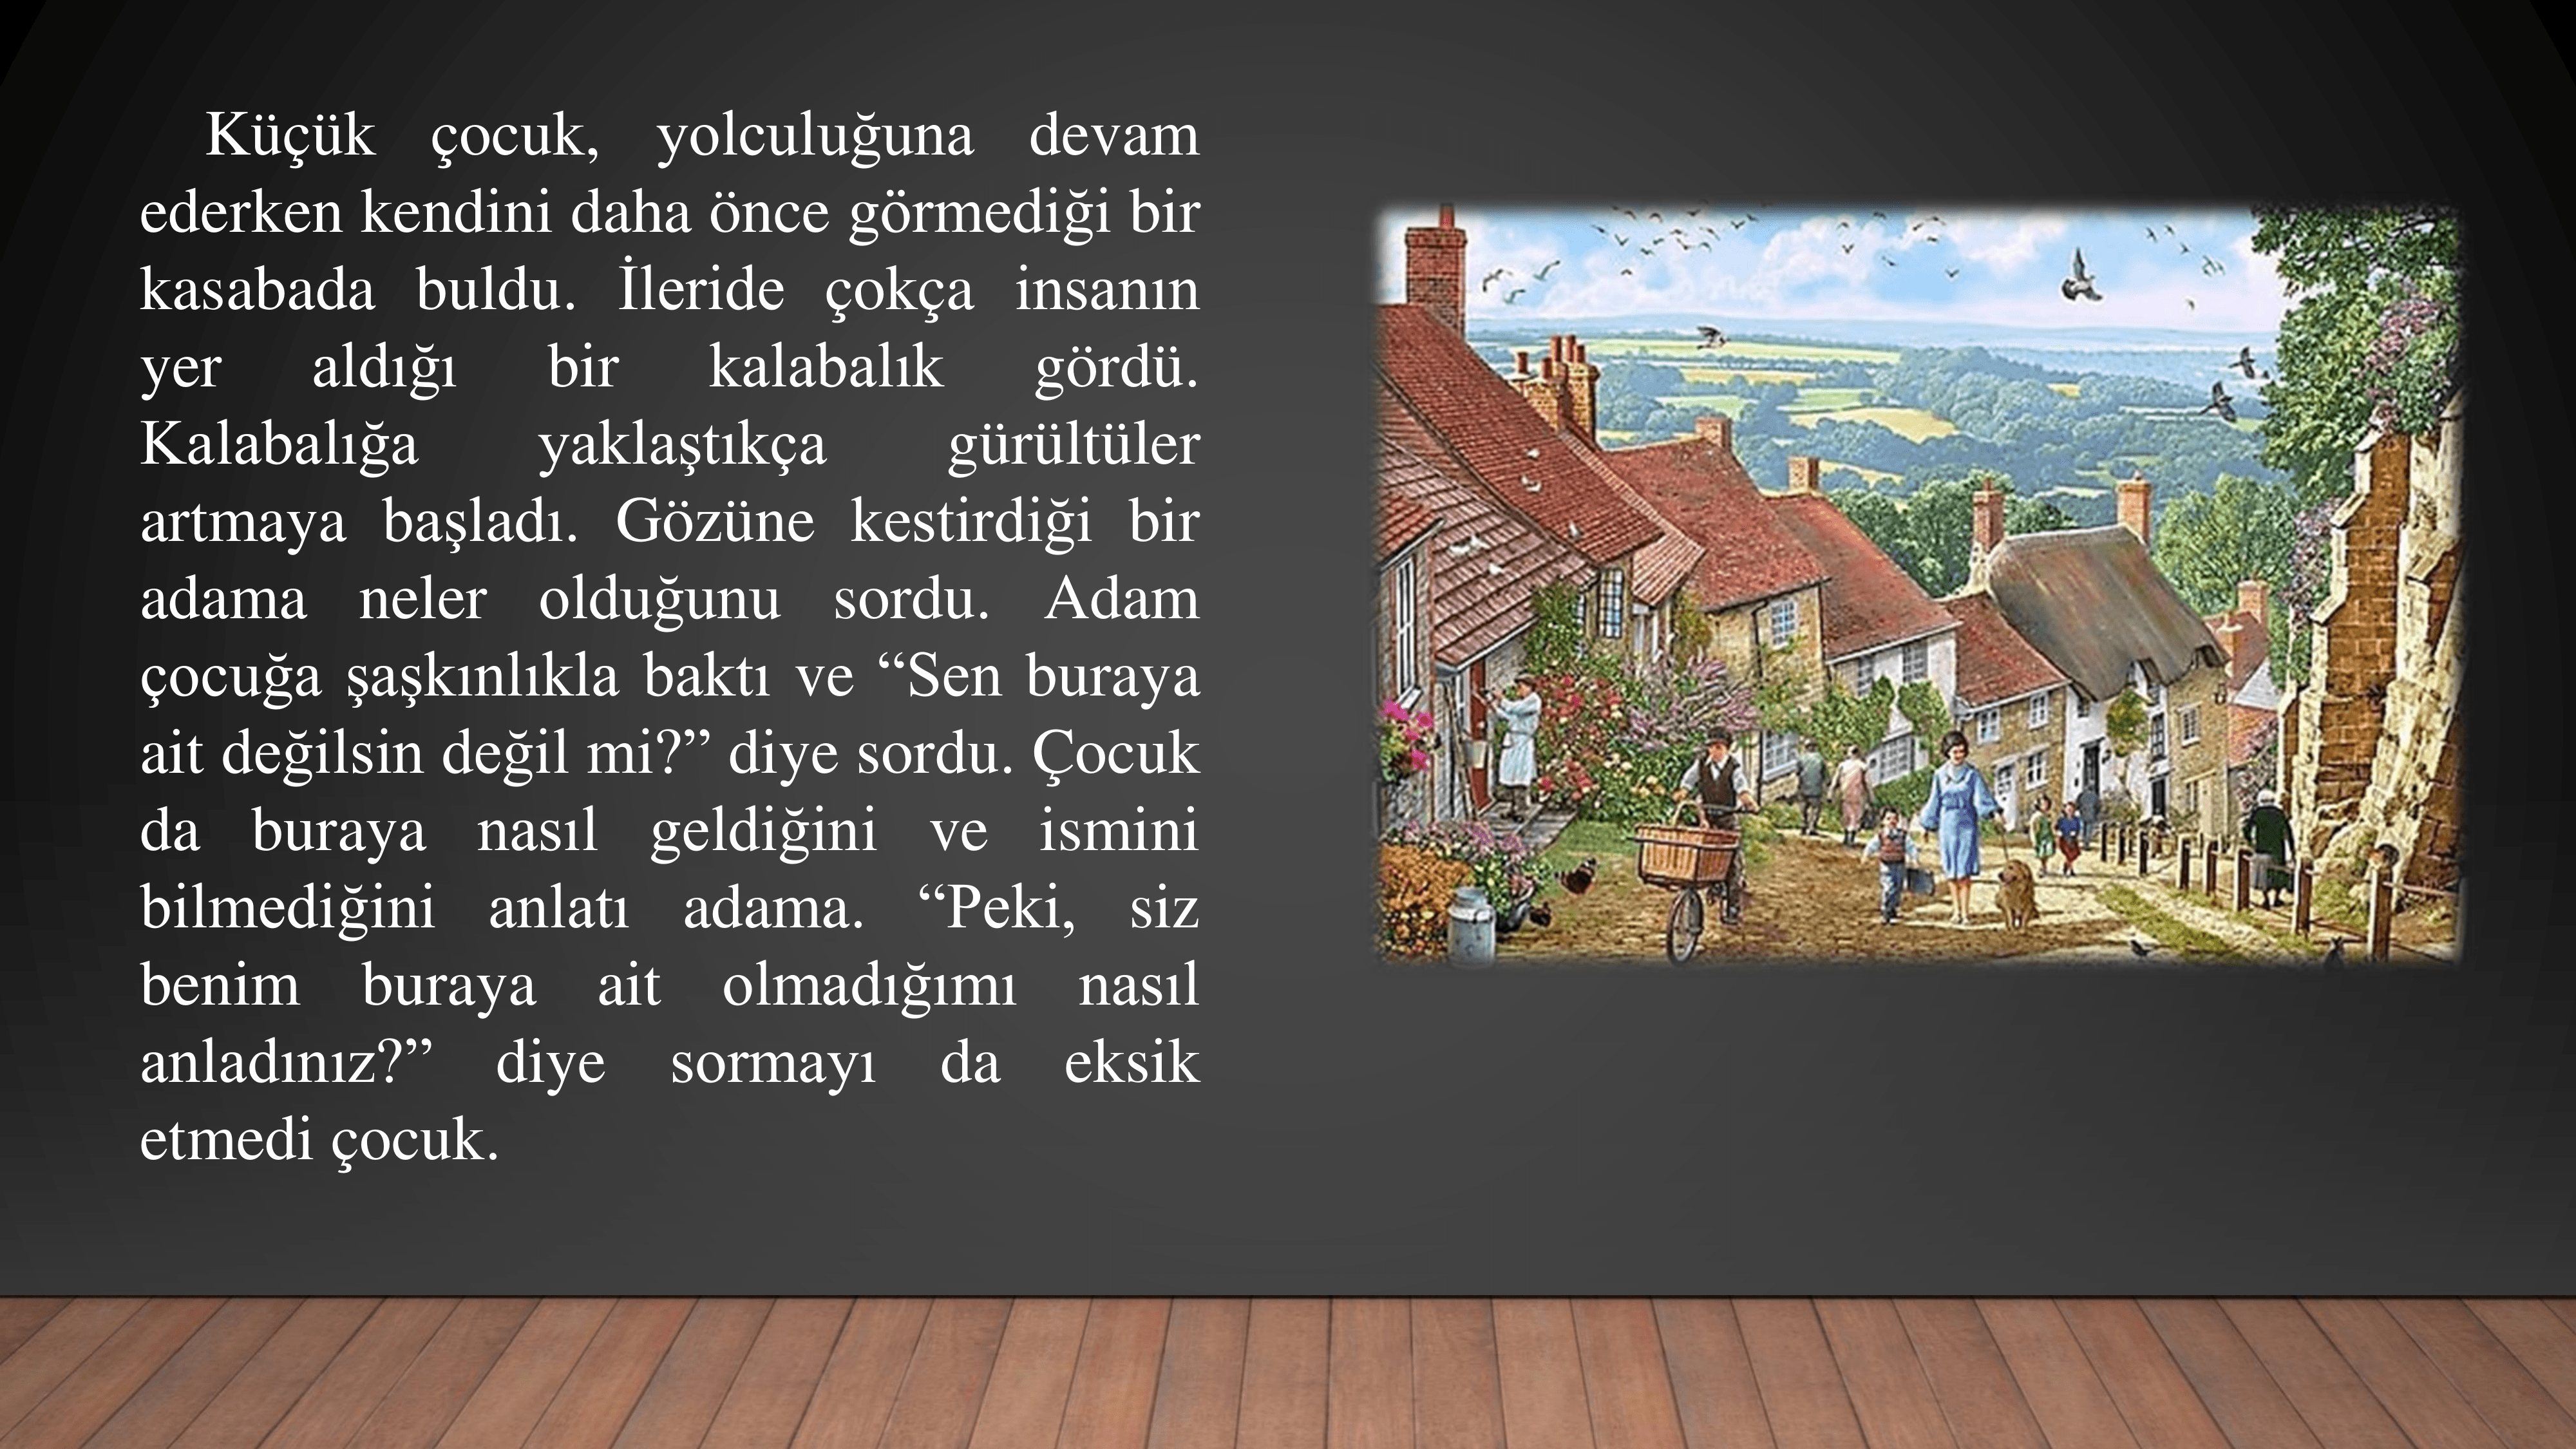 Küçük çocuk, yolculuğuna devam
ederken kendini daha önce görmediği bir
kasabada buldu. İleride çokça insanın
yer aldığı bir kalabalık gördü.
Kalabalığa yaklaştıkça gürültüler
artmaya başladı. Gözüne kestirdiği bir
adama neler olduğunu sordu. Adam
çocuğa şaşkınlıkla baktı ve “Sen buraya
ait değilsin değil mi?” diye sordu. Çocuk
da buraya nasıl geldiğini ve ismini
bilmediğini anlatı adama. “Peki, siz
benim buraya ait olmadığımı nasıl
anladınız?” diye sormayı da eksik
etmedi çocuk.